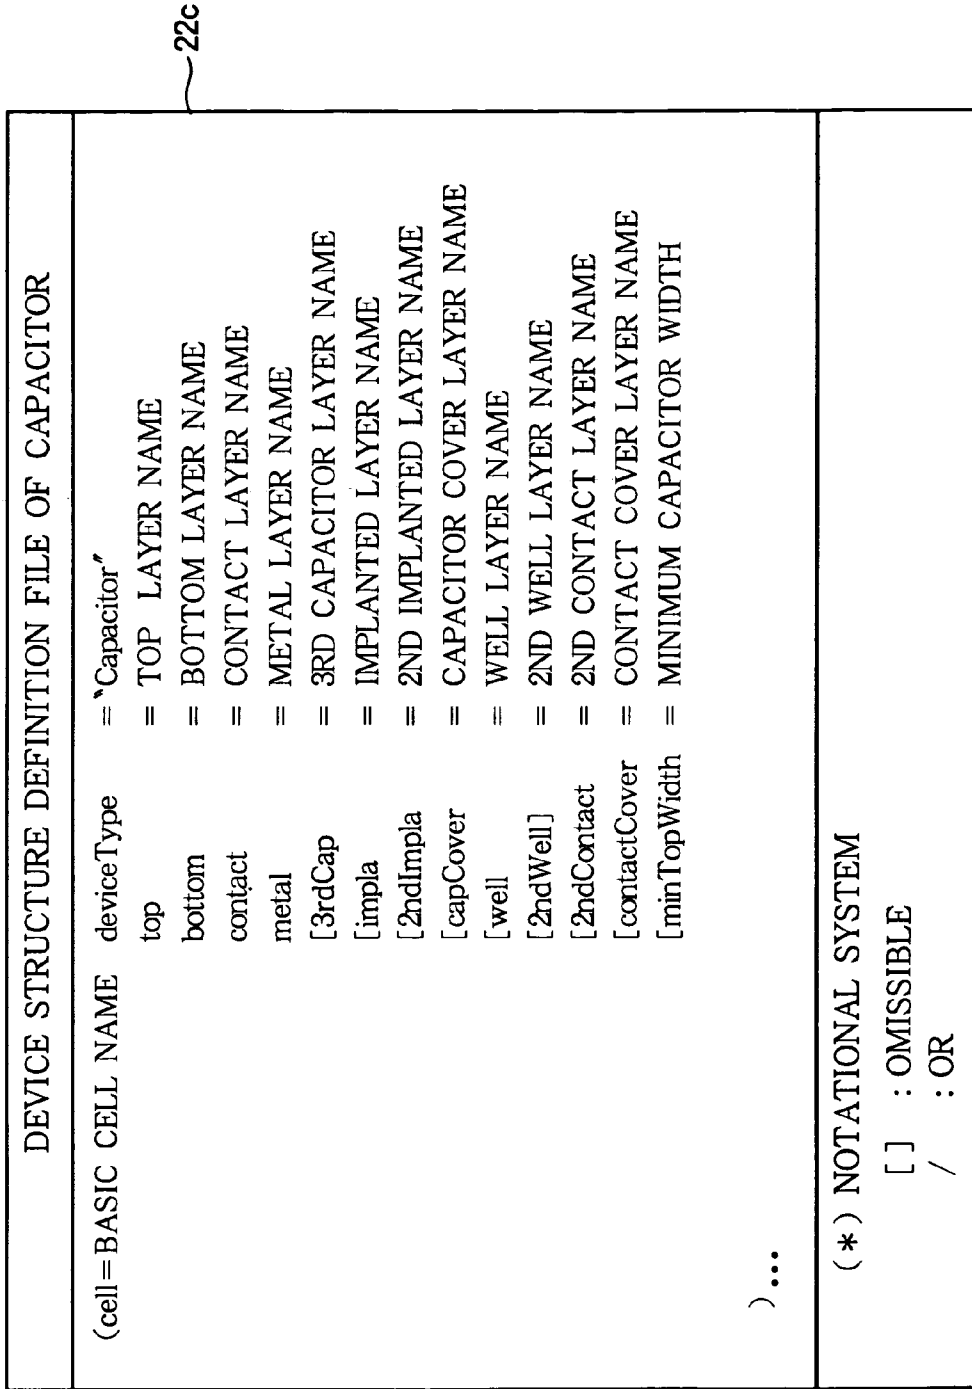 DEVICE STRUCTURE DEFINITION FILE OF CAPACITOR
22c
(cell=BASIC CELL NAME deviceType =〝Capacitor〞
top = TOP LAYER NAME
bottom = BOTTOM LAYER NAME
contact = CONTACT LAYER NAME
metal = METAL LAYER NAME
[3rdCap = 3RD CAPACITOR LAYER NAME
[impla = IMPLANTED LAYER NAME
[2ndImpla = 2ND IMPLANTED LAYER NAME
[capCover = CAPACITOR COVER LAYER NAME
[well = WELL LAYER NAME
[2ndWell] = 2ND WELL LAYER NAME
[2ndContact = 2ND CONTACT LAYER NAME
[contactCover = CONTACT COVER LAYER NAME
[minTopWidth = MINIMUM CAPACITOR WIDTH
)...
(*) NOTATIONAL SYSTEM
[ ] : OMISSIBLE
/ : OR